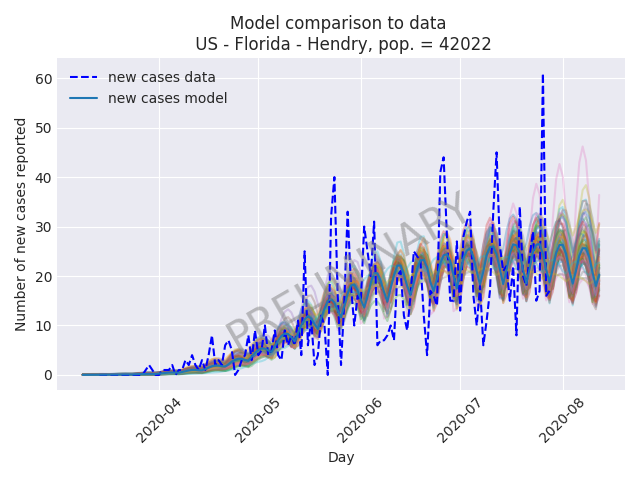 Model comparison to data
US - Florida - Hendry, pop. = 42022
new cases data
new cases model
PRELIMINARY
Number of new cases reported
60
50
40
30
20
10
0
2020-04
2020-05
2020-06
2020-07
2020-08
Day